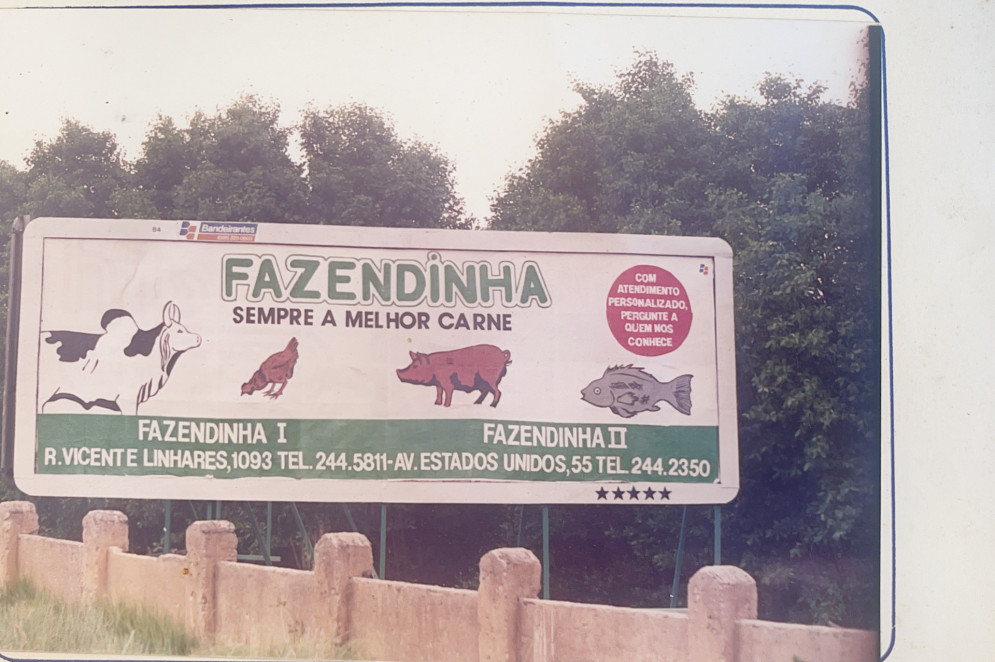 84
Bandeirantes
FAZENDINHA
SEMPRE A MELHOR CARNE
COM
ATENDIMENTO
PERSONALIZADO,
PERGUNTE A
QUEM NOS
CONHECE
FAZENDINHA I
FAZENDINHA II
R. VICENTE LINHARES, 1093 TEL. 244.5811 - AV. ESTADOS UNIDOS, 55 TEL. 244.2350